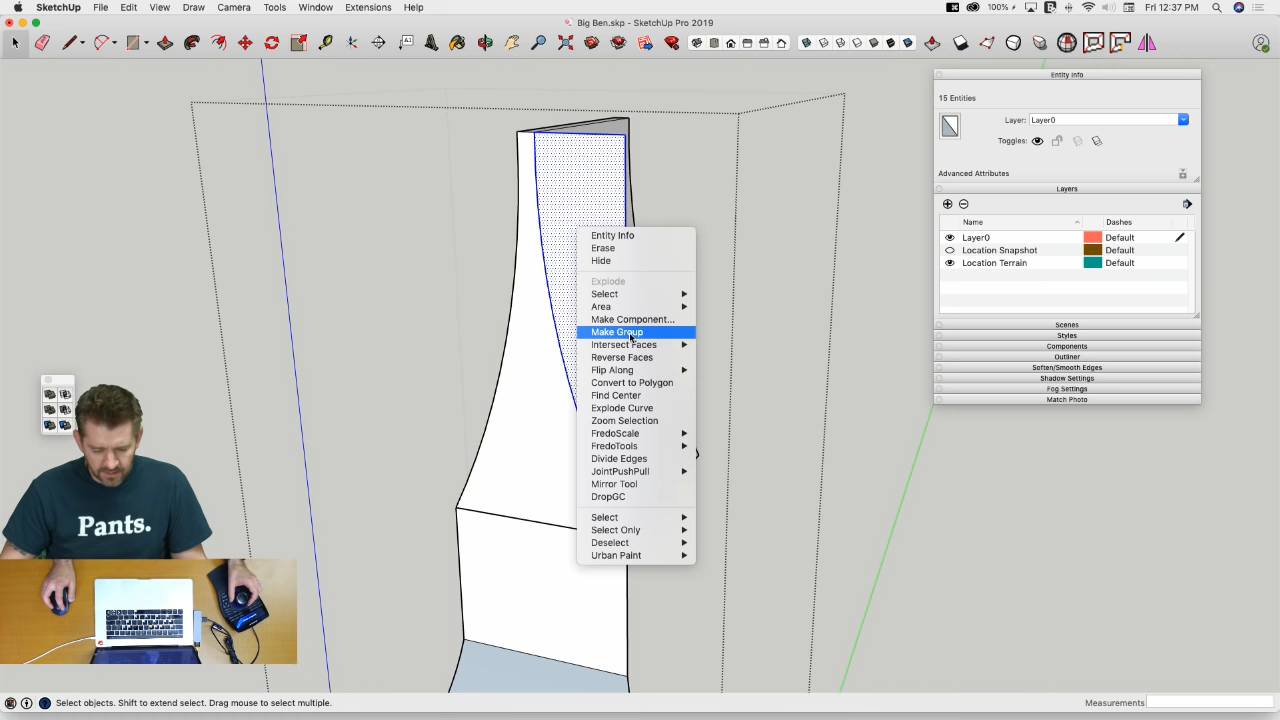 SketchUp File Edit View Draw Camera Tools Window Extensions Help 100% Fri 12:37 PM
Big Ben.skp - SketchUp Pro 2019
Entity Info
15 Entities
Layer: Layer0
Toggles:
Advanced Attributes
Layers
Name Dashes
Layer0 Default
Location Snapshot Default
Location Terrain Default
Scenes
Styles
Components
Outliner
Soften/Smooth Edges
Shadow Settings
Fog Settings
Match Photo
Entity Info
Erase
Hide
Explode
Select
Area
Make Component...
Make Group
Intersect Faces
Reverse Faces
Flip Along
Convert to Polygon
Find Center
Explode Curve
Zoom Selection
FredoScale
FredoTools
Divide Edges
JointPushPull
Mirror Tool
DropGC
Select
Select Only
Deselect
Urban Paint
Pants.
Select objects. Shift to extend select. Drag mouse to select multiple.
Measurements